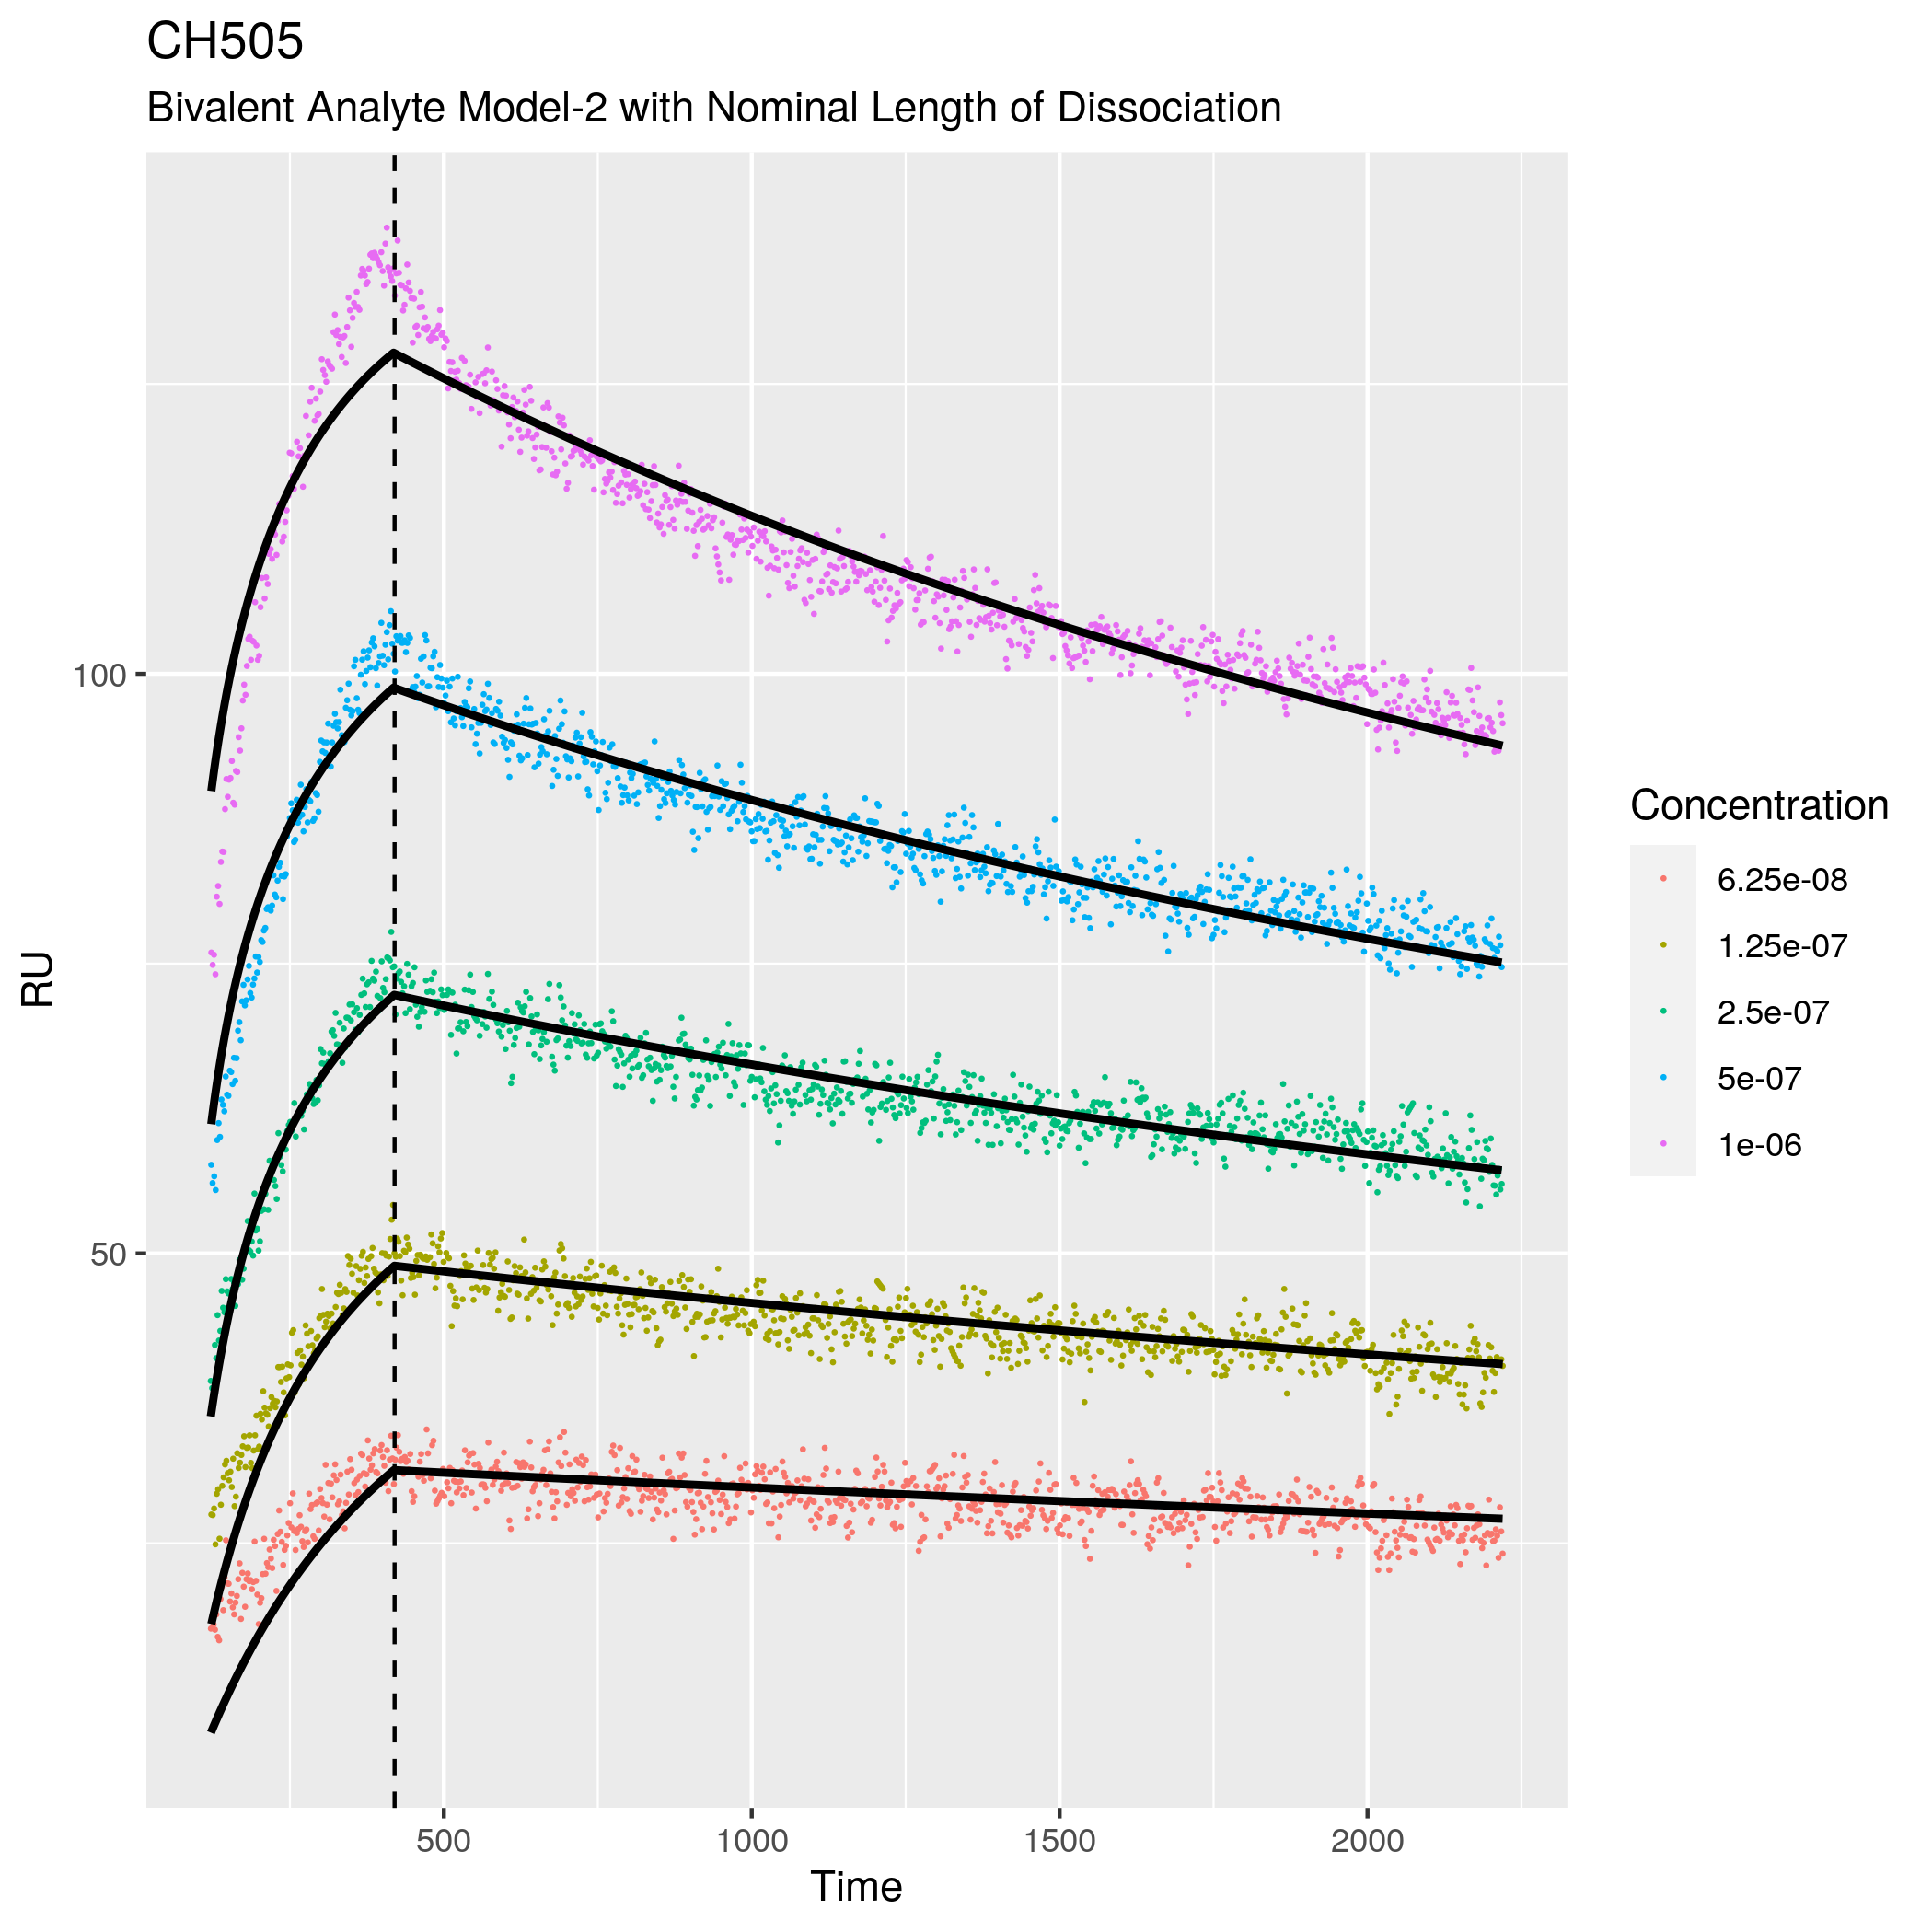 CH505
Bivalent Analyte Model-2 with Nominal Length of Dissociation
RU
100
50
500
1000
1500
2000
Time
Concentration
6.25e-08
1.25e-07
2.5e-07
5e-07
1e-06